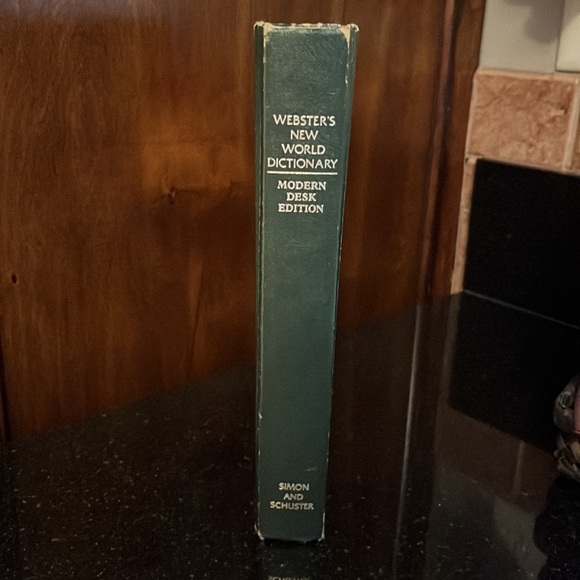 WEBSTER'S
NEW
WORLD
DICTIONARY
MODERN
DESK
EDITION
SIMON
AND
SCHUSTER